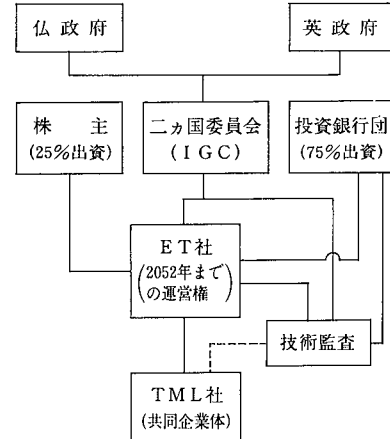 仏政府
英政府
株主
(25%出資)
二ヵ国委員会
(IGC)
投資銀行団
(75%出資)
ET社
(2052年まで
の運営権)
技術監査
TML社
(共同企業体)